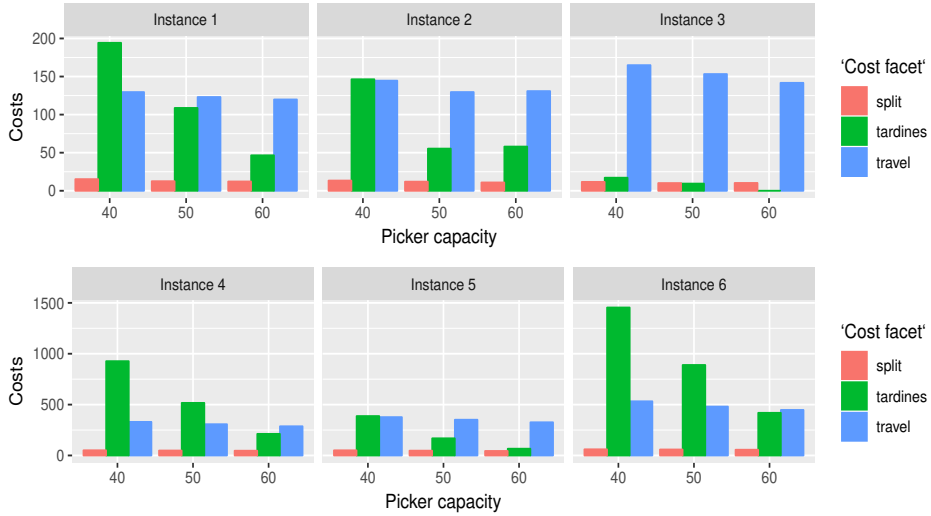 Instance 1
Instance 2
Instance 3
200
150
100
50
0
Costs
40
50
60
40
50
60
40
50
60
Picker capacity
‘Cost facet‘
split
tardines
travel
Instance 4
Instance 5
Instance 6
1500
1000
500
0
Costs
40
50
60
40
50
60
40
50
60
Picker capacity
‘Cost facet‘
split
tardines
travel